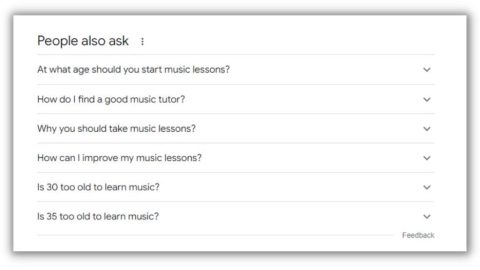 People also ask
At what age should you start music lessons?
How do I find a good music tutor?
Why you should take music lessons?
How can I improve my music lessons?
Is 30 too old to learn music?
Is 35 too old to learn music?
Feedback